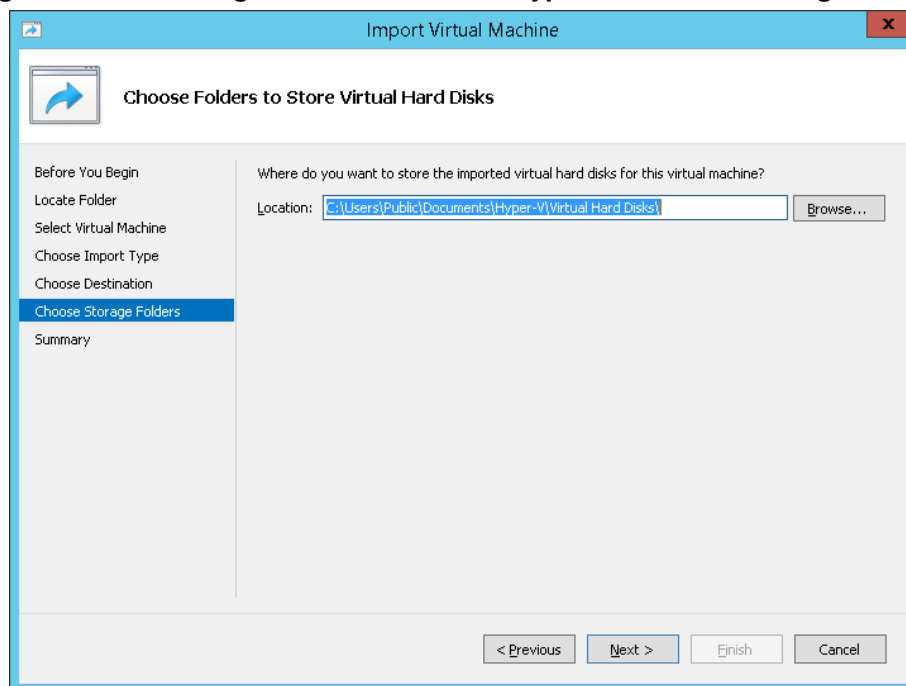 Import Virtual Machine
x
Choose Folders to Store Virtual Hard Disks
Before You Begin
Locate Folder
Select Virtual Machine
Choose Import Type
Choose Destination
Choose Storage Folders
Summary
Where do you want to store the imported virtual hard disks for this virtual machine?
Location: C:\Users\Public\Documents\Hyper-V\Virtual Hard Disks\ Browse...
< Previous Next > Finish Cancel